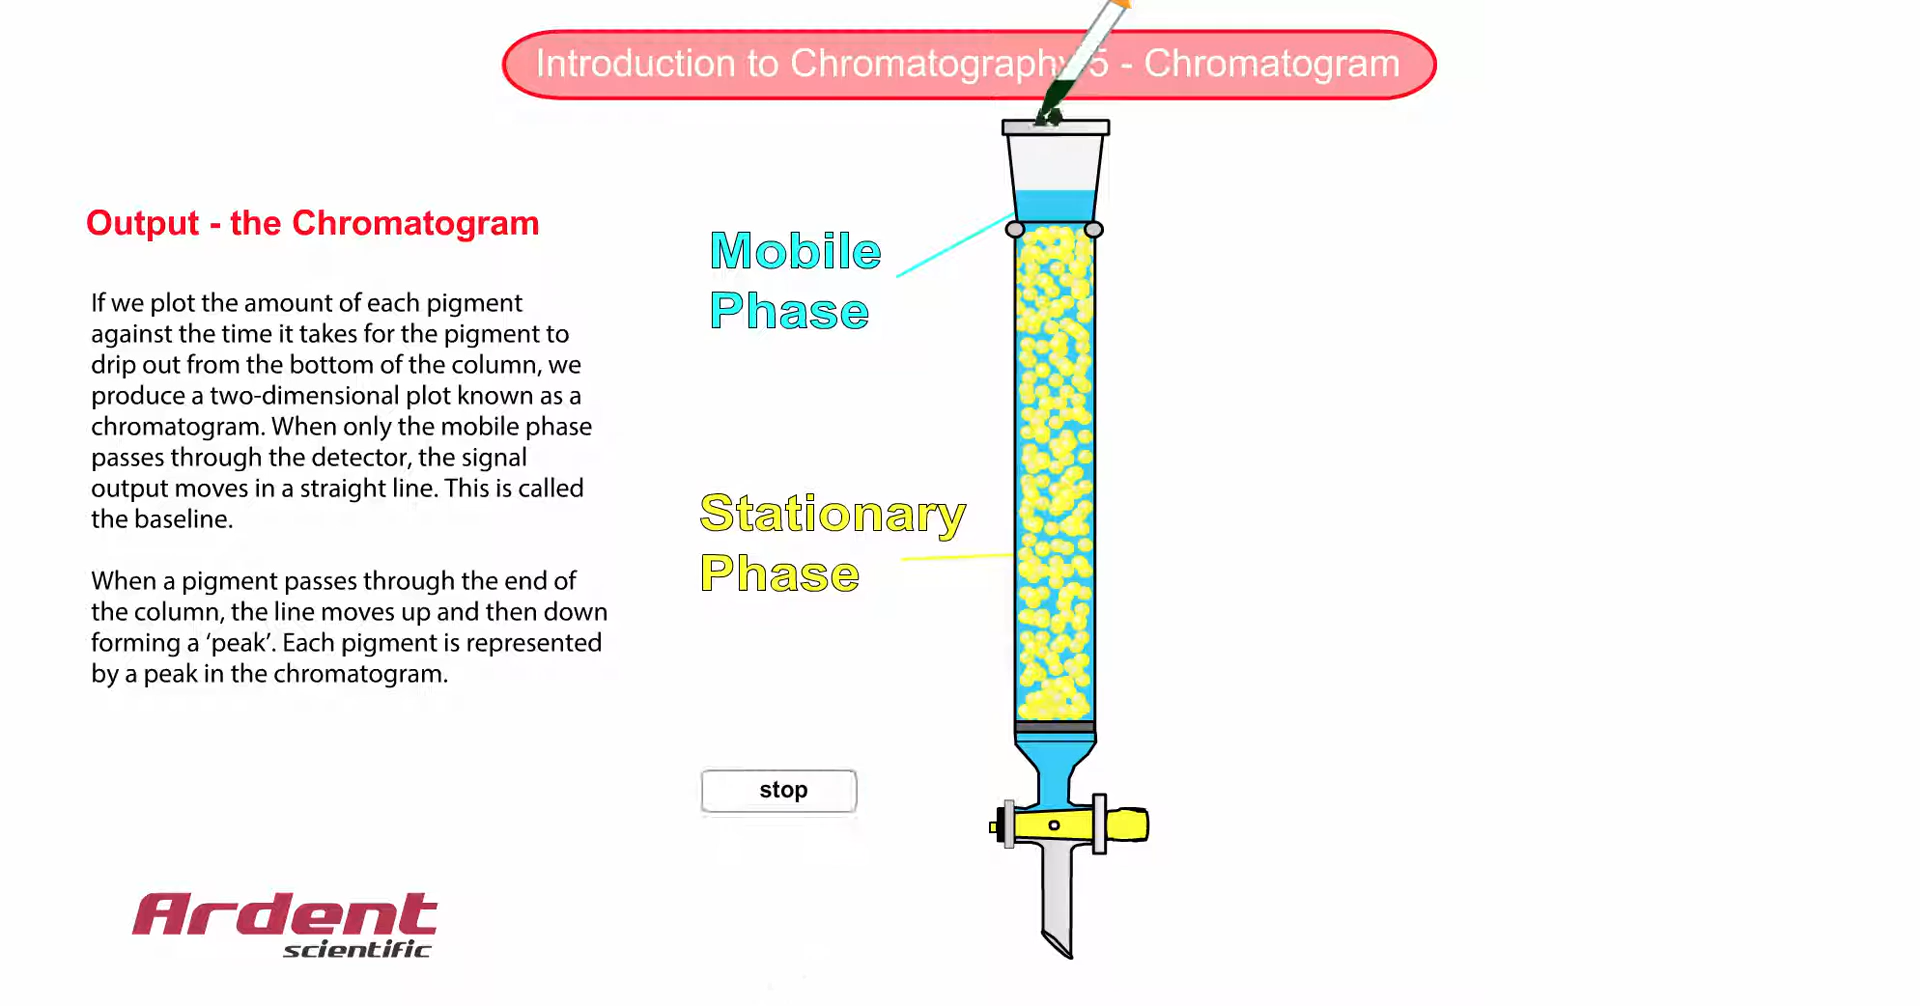 Introduction to Chromatography 5 - Chromatogram
Output - the Chromatogram
If we plot the amount of each pigment
against the time it takes for the pigment to
drip out from the bottom of the column, we
produce a two-dimensional plot known as a
chromatogram. When only the mobile phase
passes through the detector, the signal
output moves in a straight line. This is called
the baseline.
When a pigment passes through the end of
the column, the line moves up and then down
forming a ‘peak’. Each pigment is represented
by a peak in the chromatogram.
Mobile
Phase
Stationary
Phase
stop
Ardent
scientific